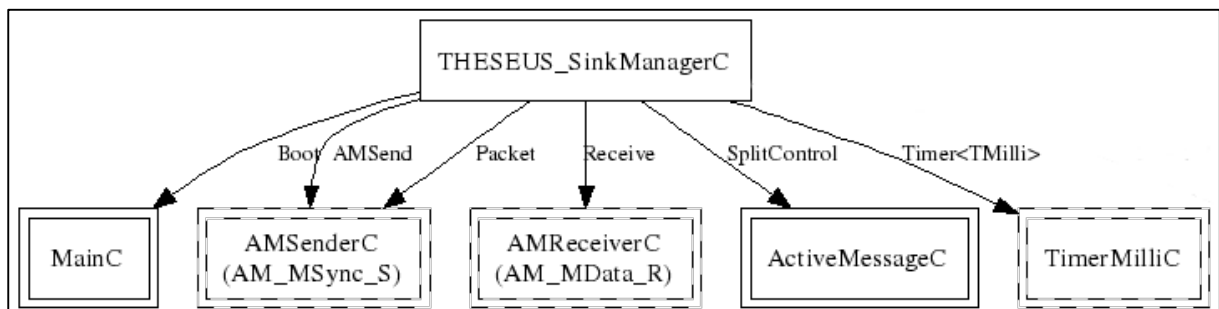 THESEUS_SinkManagerC
Boot
AMSend
Packet
Receive
SplitControl
Timer<TMilli>
MainC
AMSenderC
(AM_MSync_S)
AMReceiverC
(AM_MData_R)
ActiveMessageC
TimerMilliC